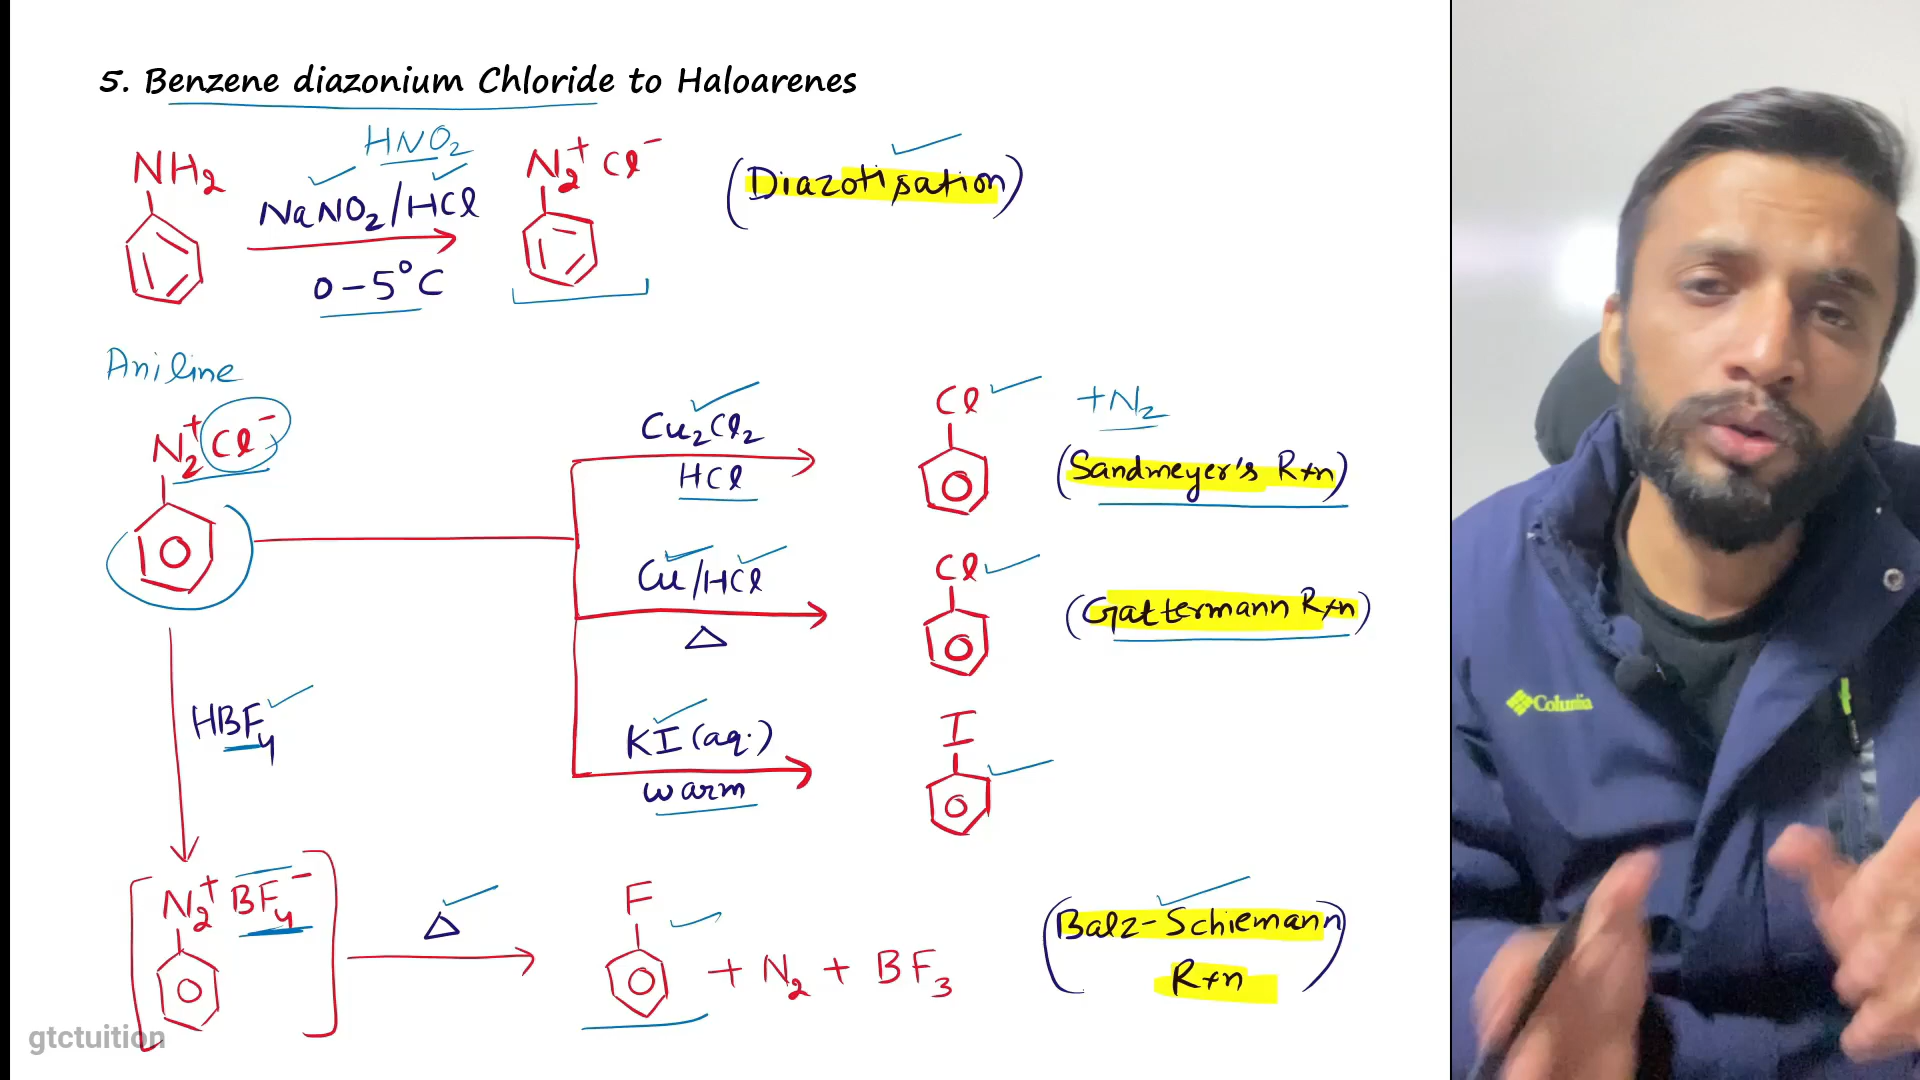 5. Benzene diazonium Chloride to Haloarenes
HNO₂
NH₂
NaNO₂/HCl
0-5°C
N₂⁺ Cl⁻
(Diazotisation)
Aniline
N₂⁺ Cl⁻
Cu₂Cl₂
HCl
Cl
+N₂
(Sandmeyer's Rxn)
Cu/HCl
△
Cl
(Gattermann Rxn)
KI (aq.)
warm
I
HBF₄
N₂⁺ BF₄⁻
△
F
+ N₂ + BF₃
(Balz-Schiemann
Rxn)
gtctuition
Columbia